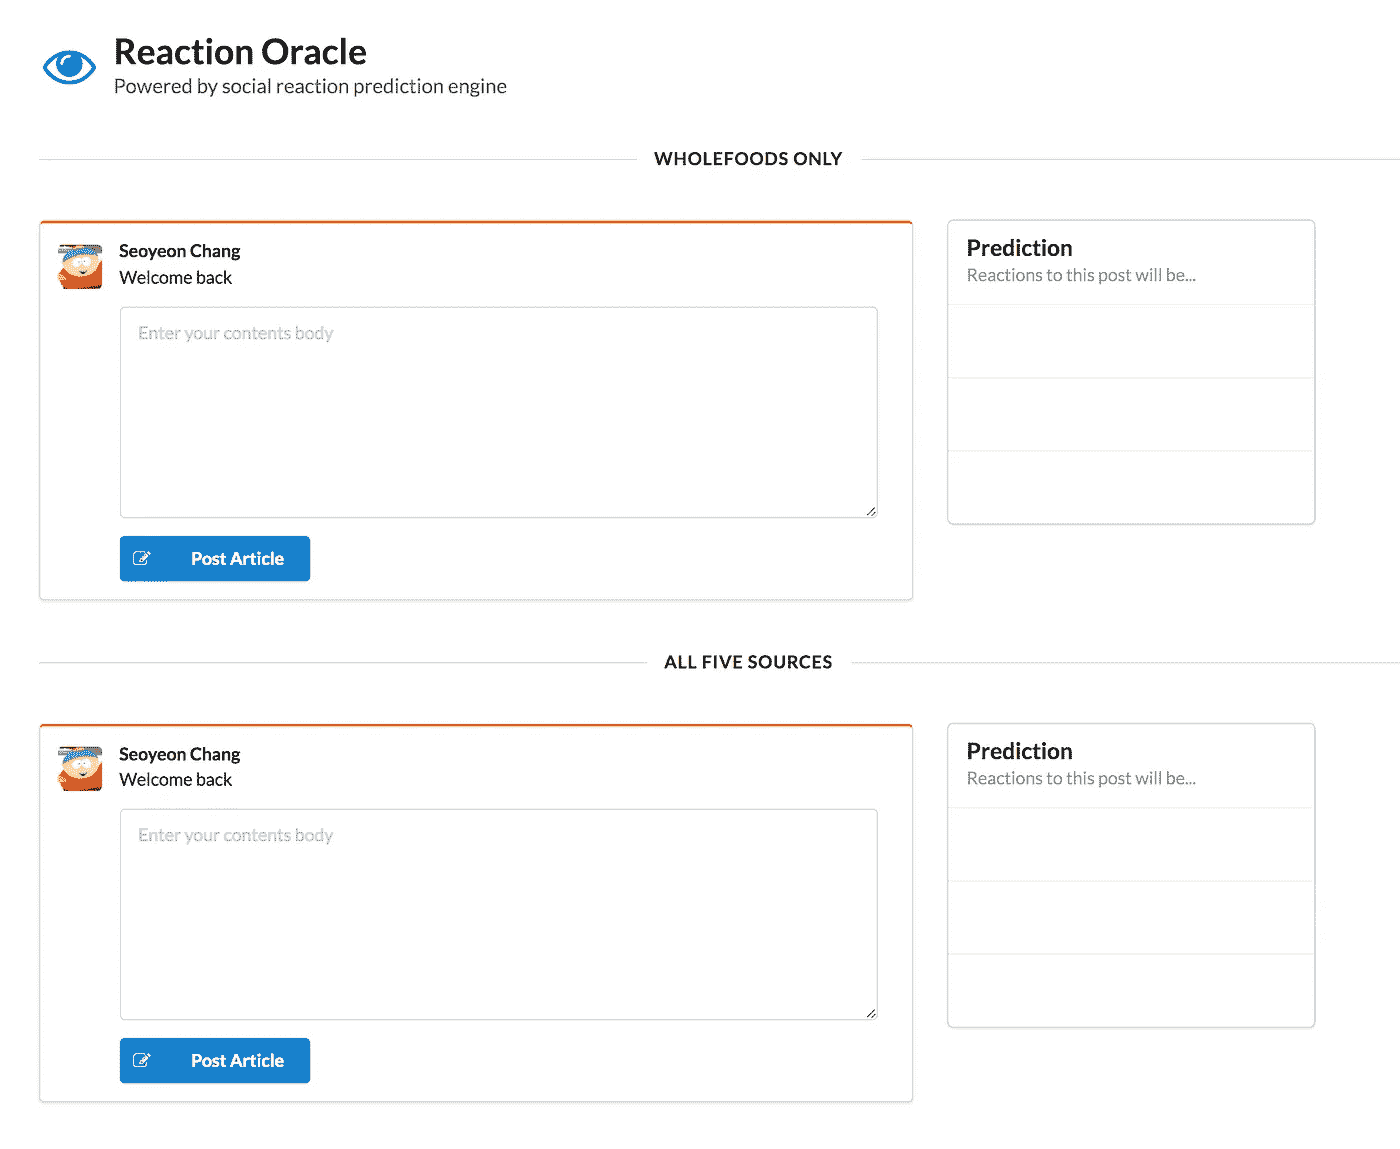 Reaction Oracle
Powered by social reaction prediction engine
WHOLEFOODS ONLY
Seoyeon Chang
Welcome back
Enter your contents body
Post Article
Prediction
Reactions to this post will be...
ALL FIVE SOURCES
Seoyeon Chang
Welcome back
Enter your contents body
Post Article
Prediction
Reactions to this post will be...